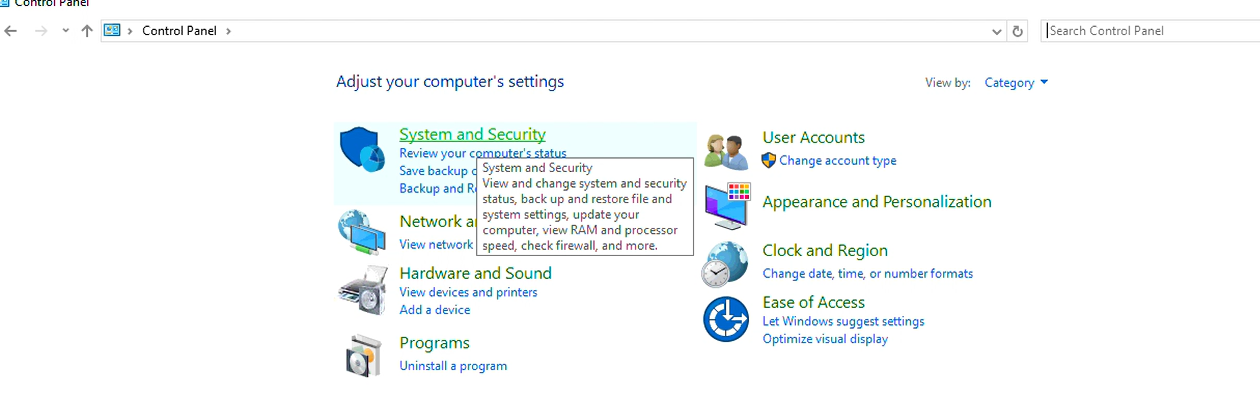 Control Panel
Control Panel
Search Control Panel
Adjust your computer's settings
View by: Category
System and Security
Review your computer's status
Save backup
Backup and
System and Security
View and change system and security
status, back up and restore file and
system settings, update your
computer, view RAM and processor
speed, check firewall, and more.
Network
View network
Hardware and Sound
View devices and printers
Add a device
Programs
Uninstall a program
User Accounts
Change account type
Appearance and Personalization
Clock and Region
Change date, time, or number formats
Ease of Access
Let Windows suggest settings
Optimize visual display